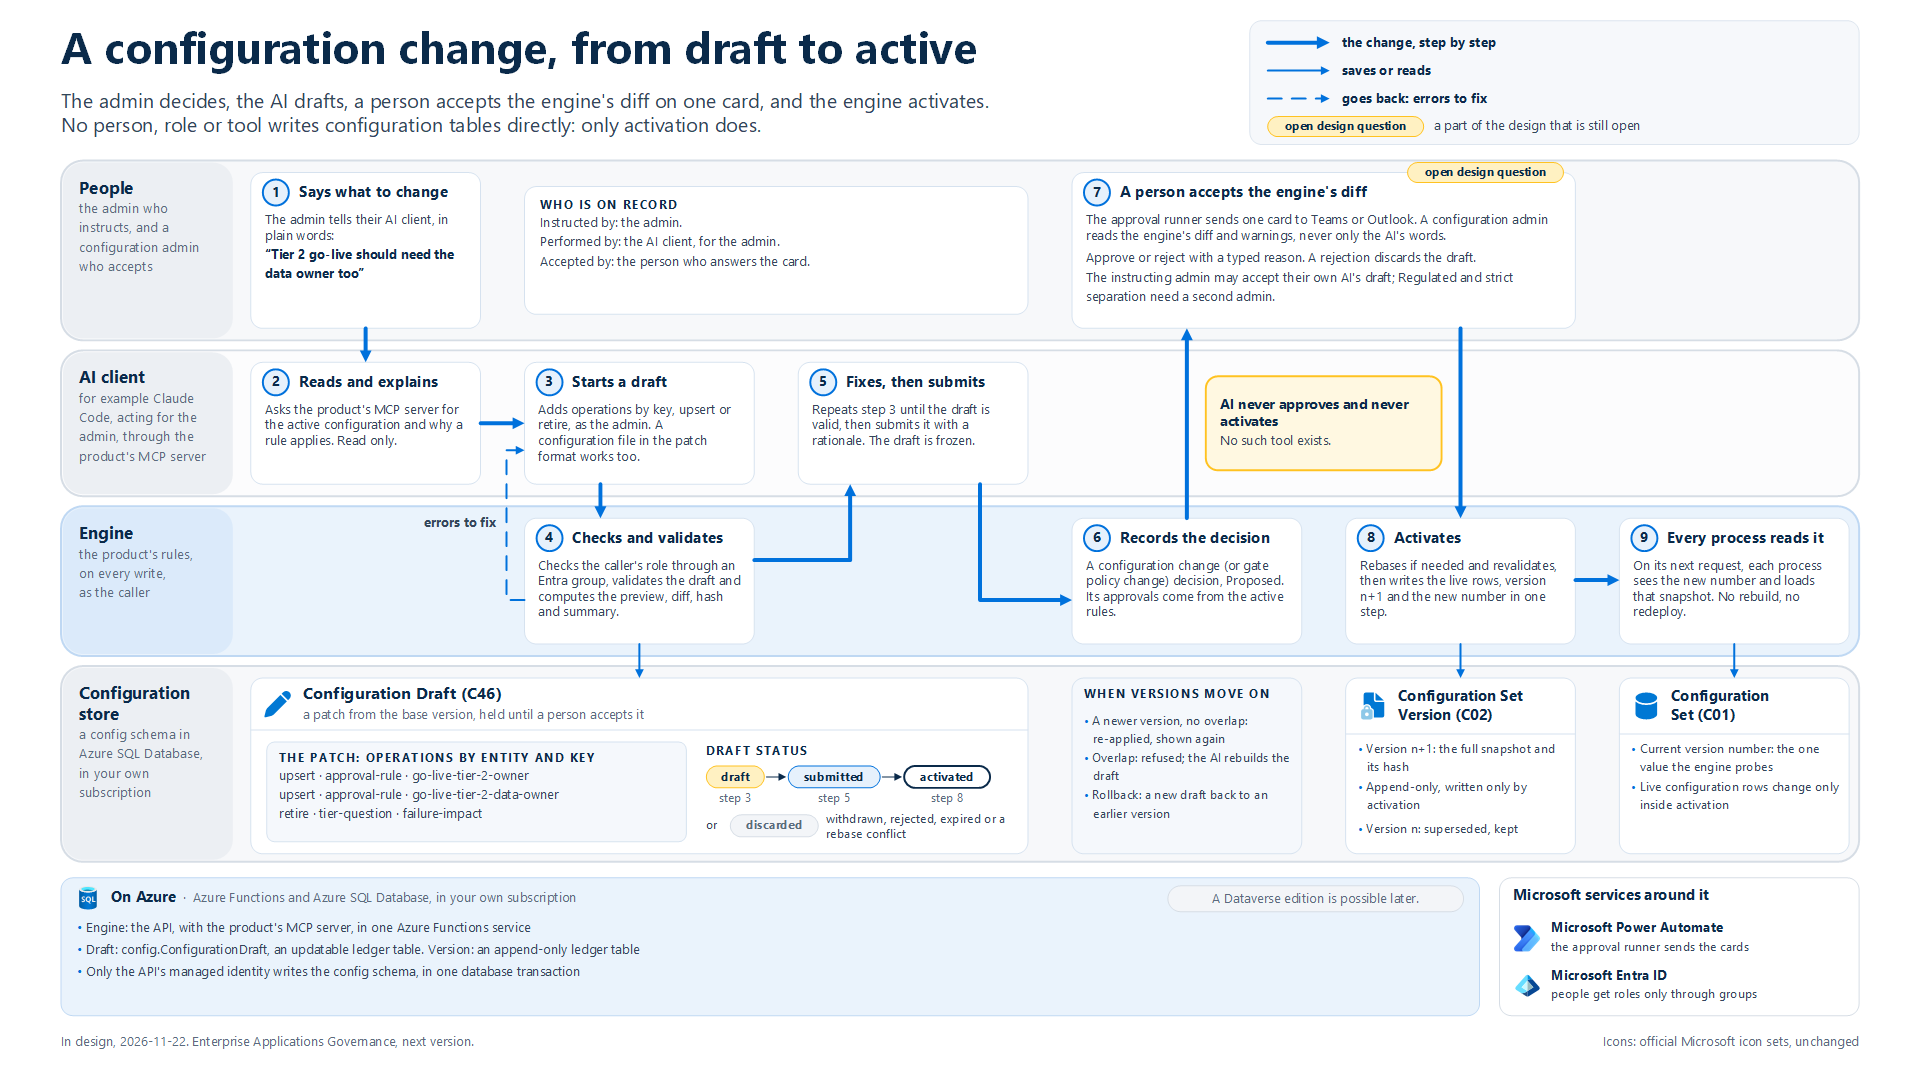 A configuration change, from draft to active
The admin decides, the AI drafts, a person accepts the engine's diff on one card, and the engine activates.
No person, role or tool writes configuration tables directly: only activation does.
the change, step by step
saves or reads
goes back: errors to fix
open design question
a part of the design that is still open
People
the admin who
instructs, and a
configuration admin
who accepts
1
Says what to change
The admin tells their AI client, in
plain words:
“Tier 2 go-live should need the
data owner too”
WHO IS ON RECORD
Instructed by: the admin.
Performed by: the AI client, for the admin.
Accepted by: the person who answers the card.
open design question
7
A person accepts the engine's diff
The approval runner sends one card to Teams or Outlook. A configuration admin
reads the engine's diff and warnings, never only the AI's words.
Approve or reject with a typed reason. A rejection discards the draft.
The instructing admin may accept their own AI's draft; Regulated and strict
separation need a second admin.
AI client
for example Claude
Code, acting for the
admin, through the
product's MCP server
2
Reads and explains
Asks the product's MCP server for
the active configuration and why a
rule applies. Read only.
3
Starts a draft
Adds operations by key, upsert or
retire, as the admin. A
configuration file in the patch
format works too.
5
Fixes, then submits
Repeats step 3 until the draft is
valid, then submits it with a
rationale. The draft is frozen.
AI never approves and never
activates
No such tool exists.
Engine
the product's rules,
on every write,
as the caller
errors to fix
4
Checks and validates
Checks the caller's role through an
Entra group, validates the draft and
computes the preview, diff, hash
and summary.
6
Records the decision
A configuration change (or gate
policy change) decision, Proposed.
Its approvals come from the active
rules.
8
Activates
Rebases if needed and revalidates,
then writes the live rows, version
n+1 and the new number in one
step.
9
Every process reads it
On its next request, each process
sees the new number and loads
that snapshot. No rebuild, no
redeploy.
Configuration
store
a config schema in
Azure SQL Database,
in your own
subscription
Configuration Draft (C46)
a patch from the base version, held until a person accepts it
THE PATCH: OPERATIONS BY ENTITY AND KEY
upsert · approval-rule · go-live-tier-2-owner
upsert · approval-rule · go-live-tier-2-data-owner
retire · tier-question · failure-impact
DRAFT STATUS
draft
submitted
activated
step 3
step 5
step 8
or
discarded
withdrawn, rejected, expired or a
rebase conflict
WHEN VERSIONS MOVE ON
• A newer version, no overlap:
re-applied, shown again
• Overlap: refused; the AI rebuilds the
draft
• Rollback: a new draft back to an
earlier version
Configuration Set
Version (C02)
• Version n+1: the full snapshot and
its hash
• Append-only, written only by
activation
• Version n: superseded, kept
Configuration
Set (C01)
• Current version number: the one
value the engine probes
• Live configuration rows change only
inside activation
SQL
On Azure · Azure Functions and Azure SQL Database, in your own subscription
A Dataverse edition is possible later.
• Engine: the API, with the product's MCP server, in one Azure Functions service
• Draft: config.ConfigurationDraft, an updatable ledger table. Version: an append-only ledger table
• Only the API's managed identity writes the config schema, in one database transaction
Microsoft services around it
Microsoft Power Automate
the approval runner sends the cards
Microsoft Entra ID
people get roles only through groups
In design, 2026-11-22. Enterprise Applications Governance, next version.
Icons: official Microsoft icon sets, unchanged